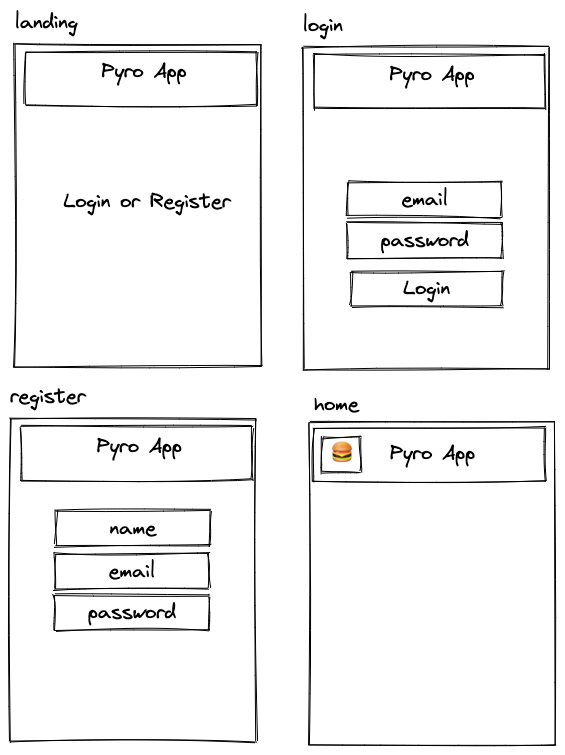 landing
Pyro App
Login or Register
login
Pyro App
email
password
Login
register
Pyro App
name
email
password
home
Pyro App